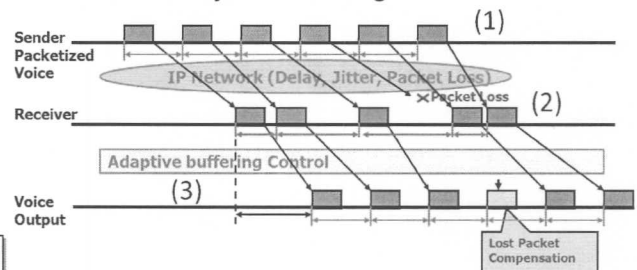 (1)
Sender
Packetized
Voice
IP Network (Delay, Jitter, Packet Loss)
×Packet Loss
(2)
Receiver
Adaptive buffering Control
(3)
Voice
Output
Lost Packet
Compensation